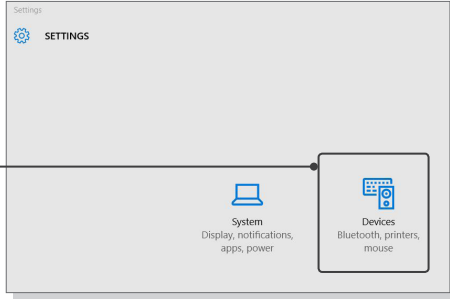 Settings
SETTINGS
System
Display, notifications,
apps, power
Devices
Bluetooth, printers,
mouse